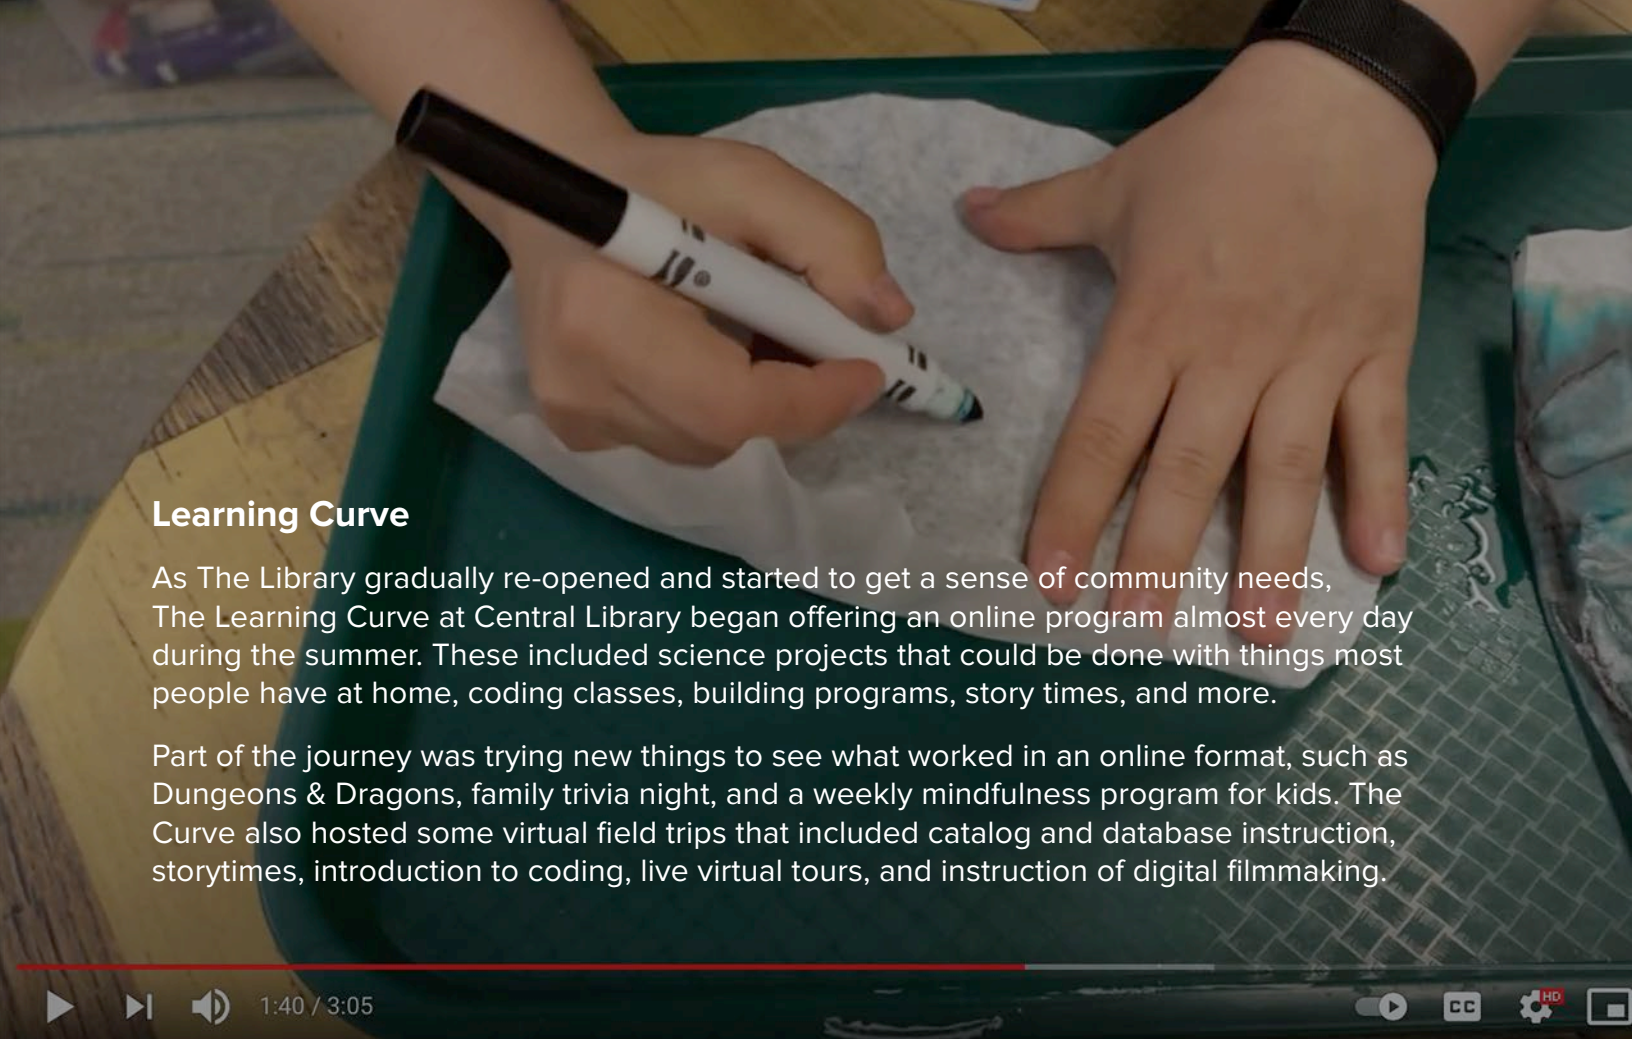 Learning Curve
As The Library gradually re-opened and started to get a sense of community needs,
The Learning Curve at Central Library began offering an online program almost every day
during the summer. These included science projects that could be done with things most
people have at home, coding classes, building programs, story times, and more.
Part of the journey was trying new things to see what worked in an online format, such as
Dungeons & Dragons, family trivia night, and a weekly mindfulness program for kids. The
Curve also hosted some virtual field trips that included catalog and database instruction,
storytimes, introduction to coding, live virtual tours, and instruction of digital filmmaking.
1:40 / 3:05
CC
HD